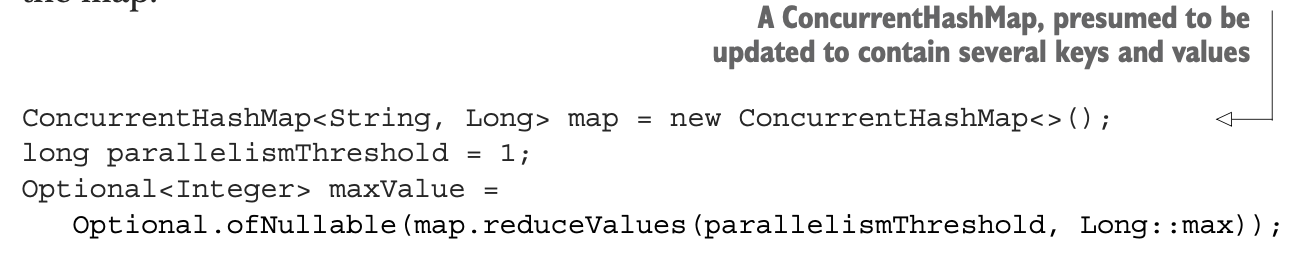 the map.
A ConcurrentHashMap, presumed to be
updated to contain several keys and values
ConcurrentHashMap<String, Long> map = new ConcurrentHashMap<>();
long parallelismThreshold = 1;
Optional<Integer> maxValue =
   Optional.ofNullable(map.reduceValues(parallelismThreshold, Long::max));